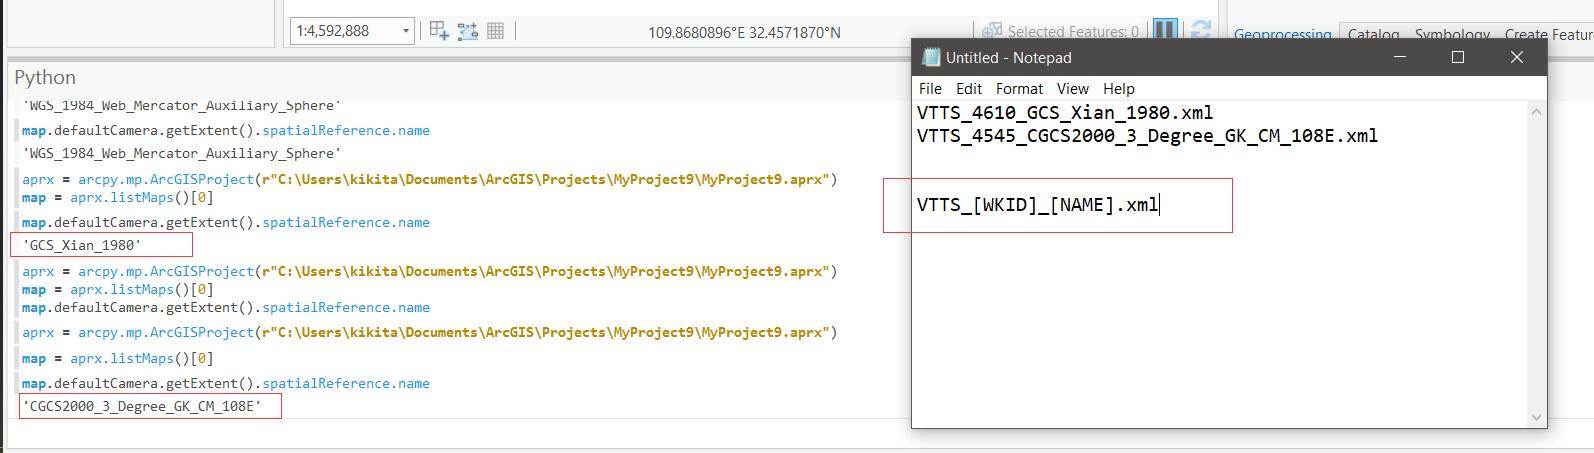 1:4,592,888
109.8680896°E 32.4571870°N
Selected Features: 0
Geoprocessing Catalog Symbology Create Featur
Python
'WGS_1984_Web_Mercator_Auxiliary_Sphere'
map.defaultCamera.getExtent().spatialReference.name
'WGS_1984_Web_Mercator_Auxiliary_Sphere'
aprx = arcpy.mp.ArcGISProject(r"C:\Users\kikita\Documents\ArcGIS\Projects\MyProject9\MyProject9.aprx")
map = aprx.listMaps()[0]
map.defaultCamera.getExtent().spatialReference.name
'GCS_Xian_1980'
aprx = arcpy.mp.ArcGISProject(r"C:\Users\kikita\Documents\ArcGIS\Projects\MyProject9\MyProject9.aprx")
map = aprx.listMaps()[0]
map.defaultCamera.getExtent().spatialReference.name
aprx = arcpy.mp.ArcGISProject(r"C:\Users\kikita\Documents\ArcGIS\Projects\MyProject9\MyProject9.aprx")
map = aprx.listMaps()[0]
map.defaultCamera.getExtent().spatialReference.name
'CGCS2000_3_Degree_GK_CM_108E'
Untitled - Notepad
File Edit Format View Help
VTTS_4610_GCS_Xian_1980.xml
VTTS_4545_CGCS2000_3_Degree_GK_CM_108E.xml
VTTS_[WKID]_[NAME].xml